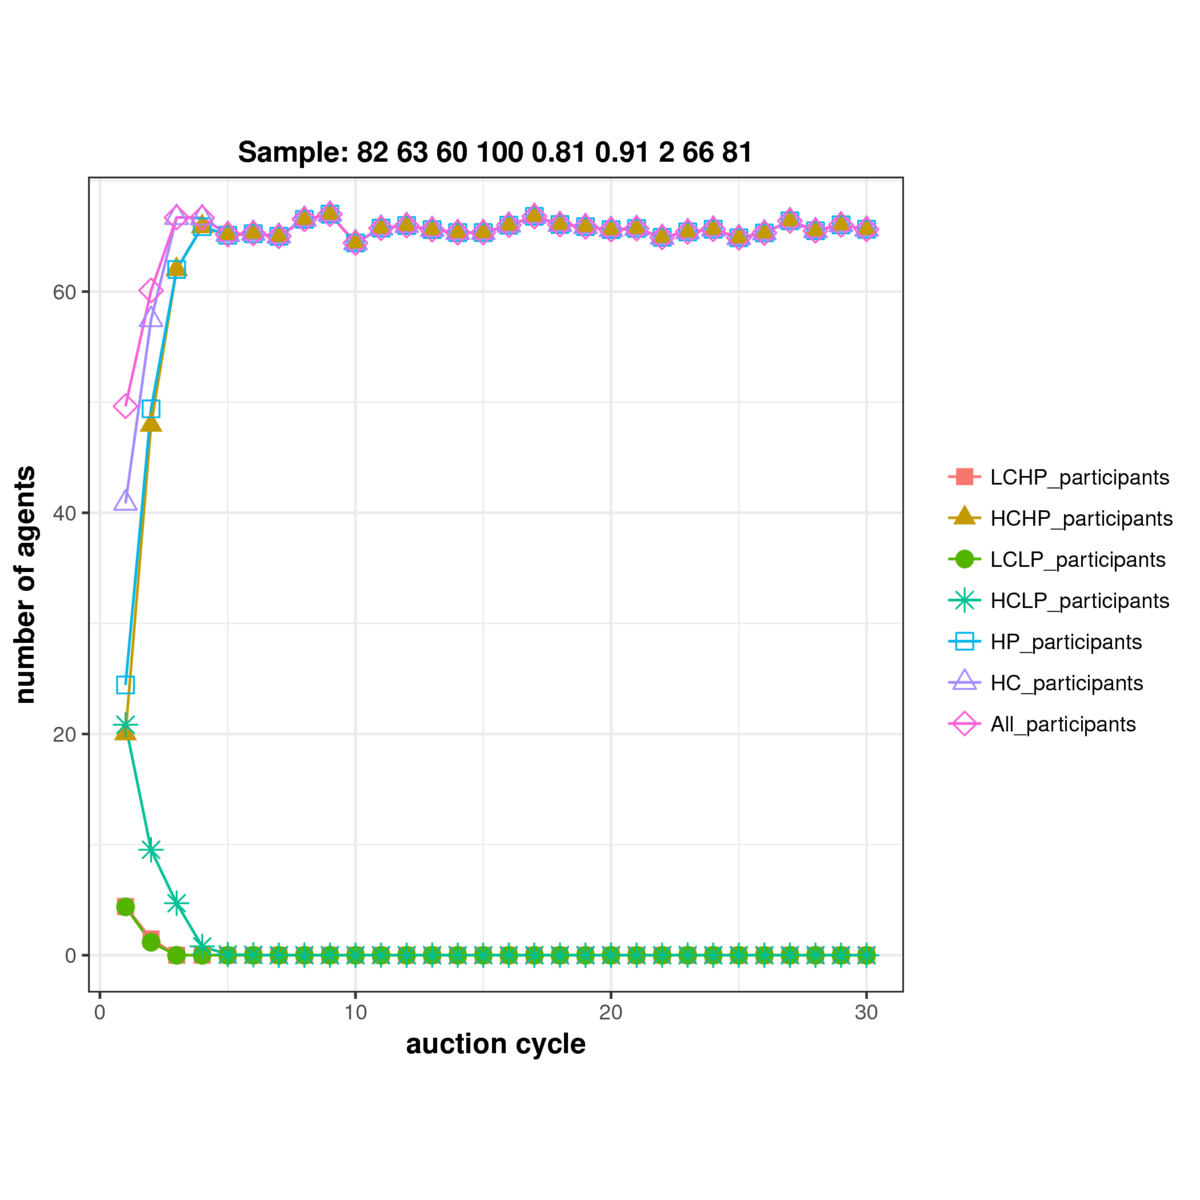 Sample: 82 63 60 100 0.81 0.91 2 66 81
number of agents
60
40
20
0
0 10 20 30
auction cycle
LCHP_participants
HCHP_participants
LCLP_participants
HCLP_participants
HP_participants
HC_participants
All_participants